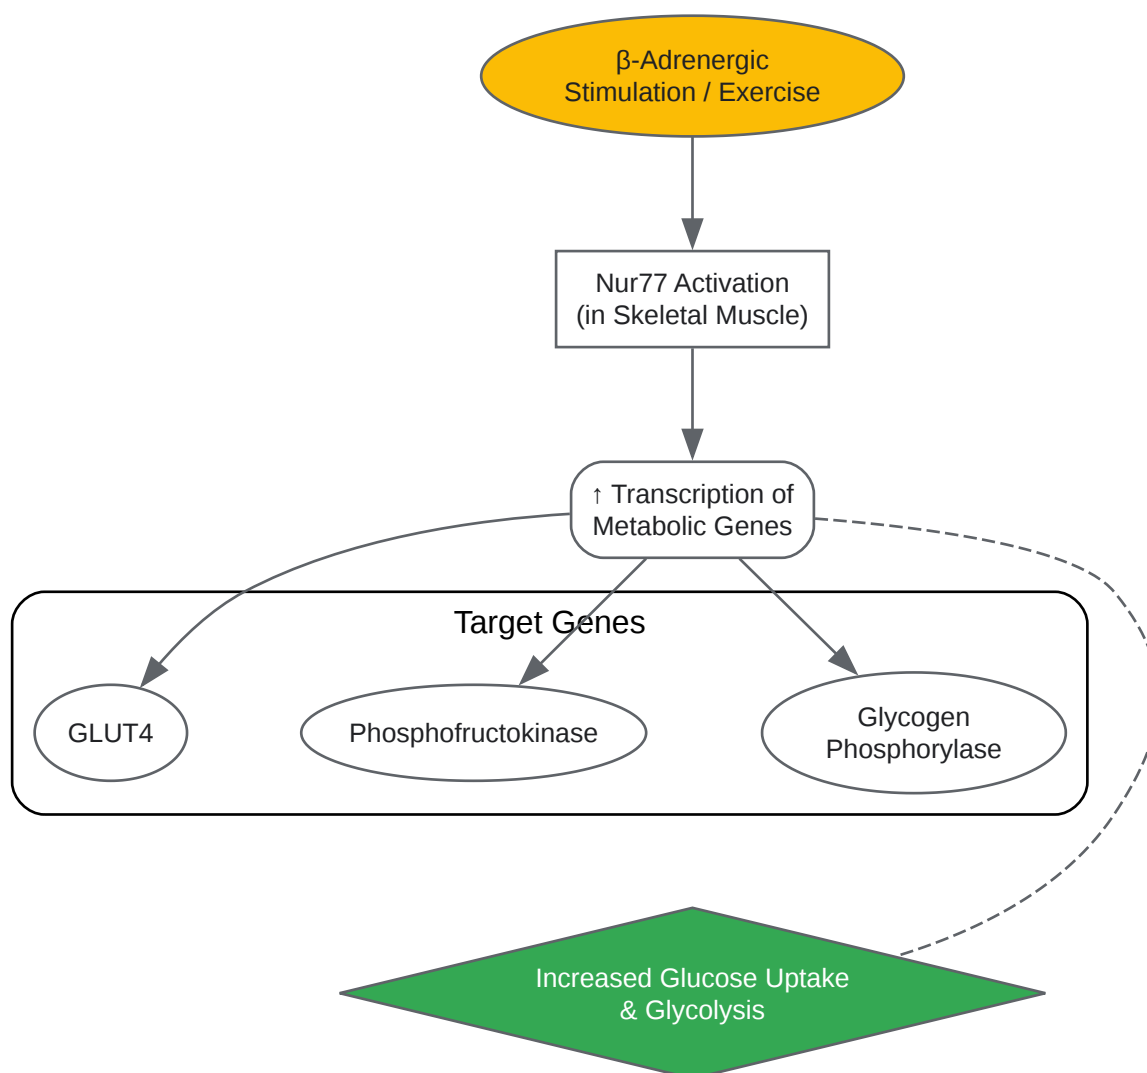 β-Adrenergic
Stimulation / Exercise
Nur77 Activation
(in Skeletal Muscle)
↑ Transcription of
Metabolic Genes
Target Genes
GLUT4
Phosphofructokinase
Glycogen
Phosphorylase
Increased Glucose Uptake
& Glycolysis